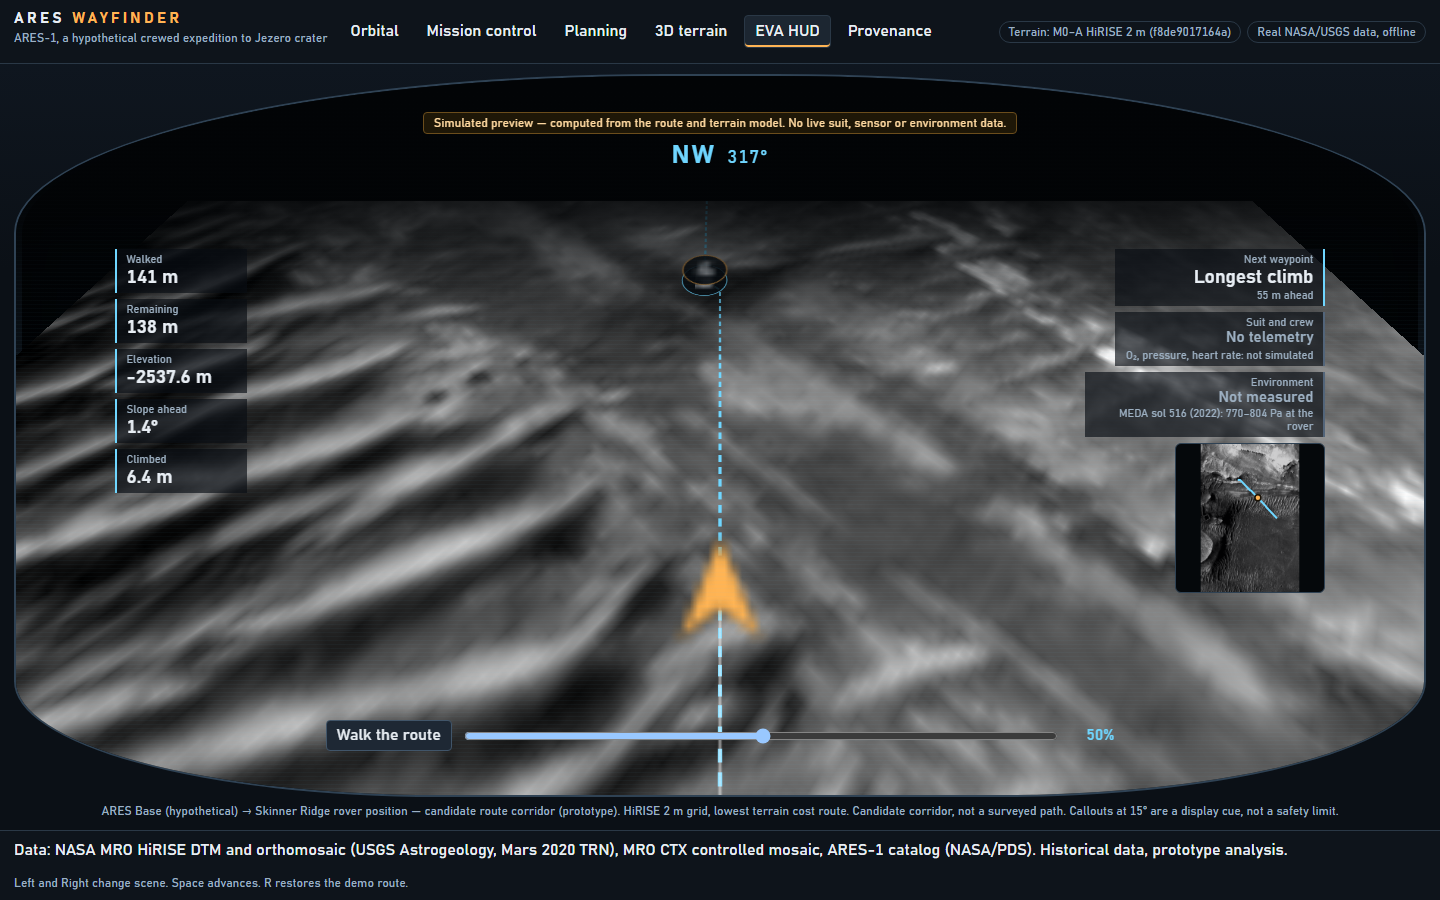 ARES WAYFINDER
ARES-1, a hypothetical crewed expedition to Jezero crater
Orbital
Mission control
Planning
3D terrain
EVA HUD
Provenance
Terrain: M0-A HiRISE 2 m (f8de9017164a)
Real NASA/USGS data, offline
Simulated preview — computed from the route and terrain model. No live suit, sensor or environment data.
NW 317°
Walked
141 m
Remaining
138 m
Elevation
-2537.6 m
Slope ahead
1.4°
Climbed
6.4 m
Next waypoint
Longest climb
55 m ahead
Suit and crew
No telemetry
O₂, pressure, heart rate: not simulated
Environment
Not measured
MEDA sol 516 (2022): 770–804 Pa at the
rover
Walk the route
50%
ARES Base (hypothetical) → Skinner Ridge rover position — candidate route corridor (prototype). HiRISE 2 m grid, lowest terrain cost route. Candidate corridor, not a surveyed path. Callouts at 15° are a display cue, not a safety limit.
Data: NASA MRO HiRISE DTM and orthomosaic (USGS Astrogeology, Mars 2020 TRN), MRO CTX controlled mosaic, ARES-1 catalog (NASA/PDS). Historical data, prototype analysis.
Left and Right change scene. Space advances. R restores the demo route.